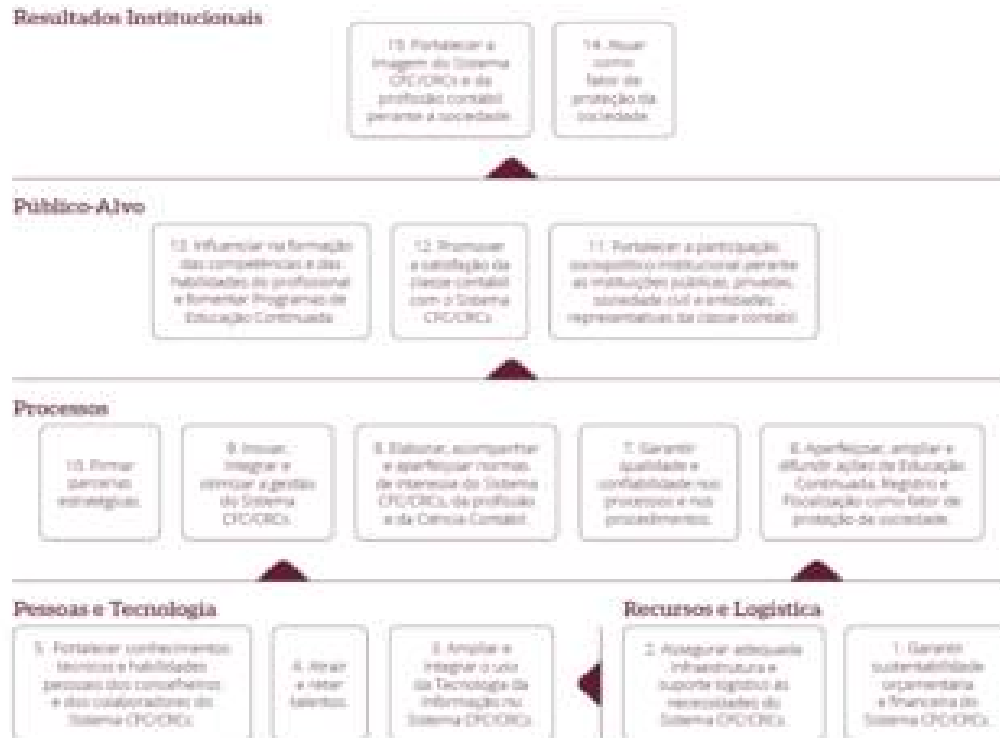 Resultados Institucionais
15. Fortalecer a
imagem do Sistema
CFC/CRCs e da
profissão contábil
perante a sociedade.
14. Atuar
como
fator de
proteção da
sociedade.
Público-Alvo
13. Influenciar na formação
das competências e das
habilidades do profissional
e fomentar Programas de
Educação Continuada.
12. Promover
a satisfação da
classe contábil
com o Sistema
CFC/CRCs.
11. Fortalecer a participação
sociopolítico-institucional perante
as instituições públicas, privadas,
sociedade civil e entidades
representativas da classe contábil.
Processos
10. Firmar
parcerias
estratégicas.
9. Inovar,
integrar e
otimizar a gestão
do Sistema
CFC/CRCs.
8. Elaborar, acompanhar
e aperfeiçoar normas
de interesse do Sistema
CFC/CRCs, da profissão
e da Ciência Contábil.
7. Garantir
qualidade e
confiabilidade nos
processos e nos
procedimentos.
6. Aperfeiçoar, ampliar e
difundir ações de Educação
Continuada, Registro e
Fiscalização como fator de
proteção da sociedade.
Pessoas e Tecnologia
5. Fortalecer conhecimentos
técnicos e habilidades
pessoais dos conselheiros
e dos colaboradores do
Sistema CFC/CRCs.
4. Atrair
e reter
talentos.
3. Ampliar e
integrar o uso
da Tecnologia da
Informação no
Sistema CFC/CRCs.
Recursos e Logística
2. Assegurar adequada
infraestrutura e
suporte logístico às
necessidades do
Sistema CFC/CRCs.
1. Garantir
sustentabilidade
orçamentária
e financeira do
Sistema CFC/CRCs.